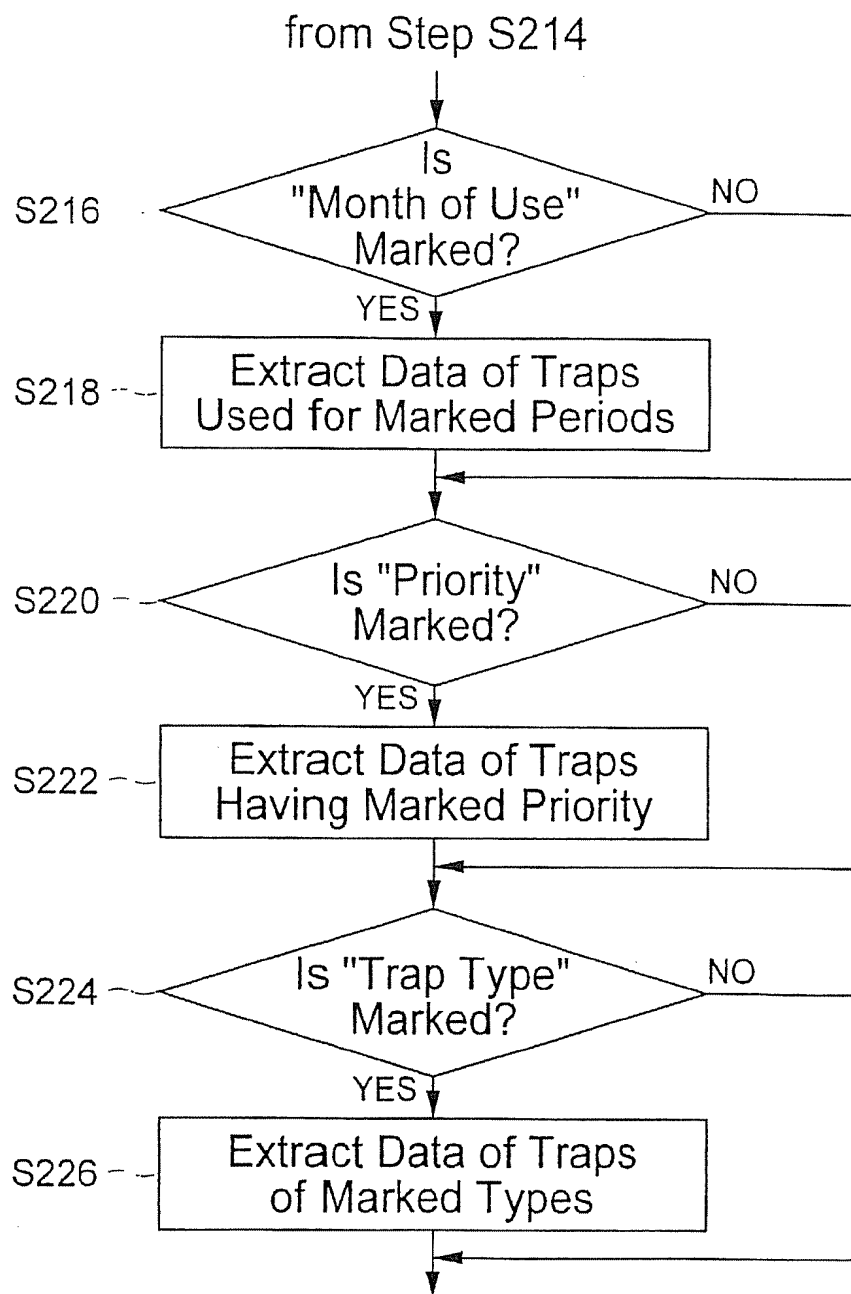 from Step S214
Is
"Month of Use"
Marked?
S216
NO
YES
Extract Data of Traps
Used for Marked Periods
S218
Is "Priority"
Marked?
S220
NO
YES
Extract Data of Traps
Having Marked Priority
S222
Is "Trap Type"
Marked?
S224
NO
YES
Extract Data of Traps
of Marked Types
S226